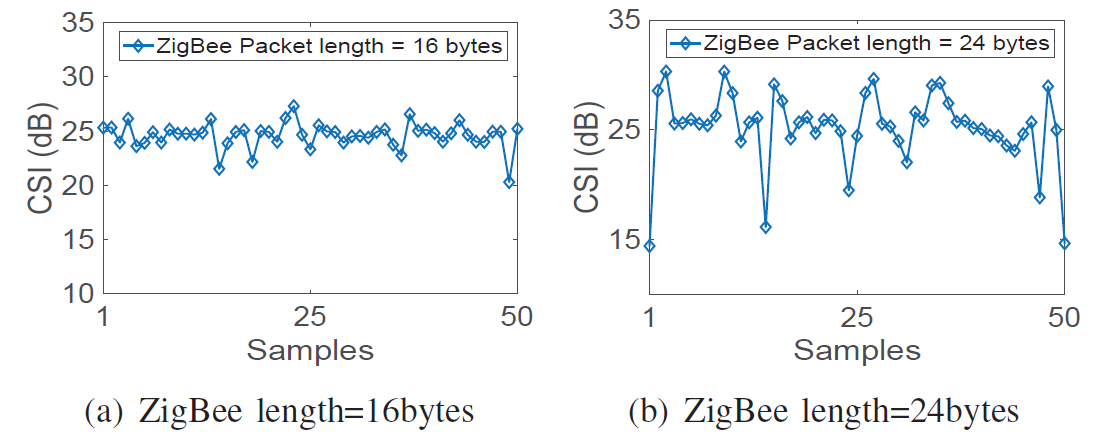 35
ZigBee Packet length = 16 bytes
30
25
20
15
10
CSI (dB)
1
25
50
Samples
(a) ZigBee length=16bytes
35
ZigBee Packet length = 24 bytes
25
15
CSI (dB)
1
25
50
Samples
(b) ZigBee length=24bytes